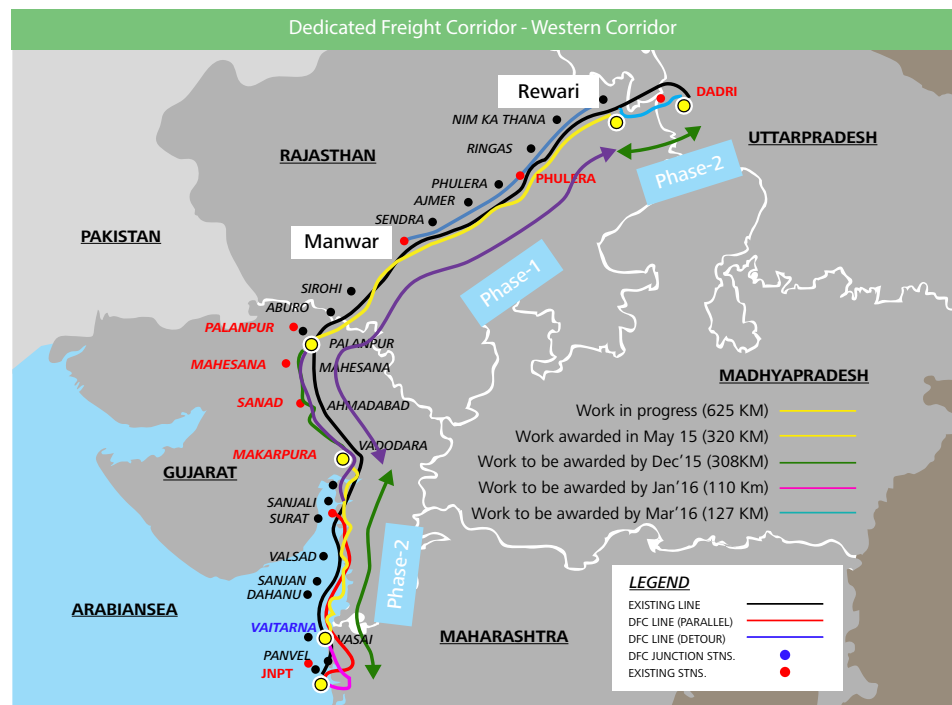 Dedicated Freight Corridor - Western Corridor
Rewari
DADRI
NIM KA THANA
UTTARPRADESH
RINGAS
RAJASTHAN
Phase-2
PHULERA
PHULERA
AJMER
SENDRA
PAKISTAN
Manwar
Phase-1
SIROHI
ABURO
PALANPUR
PALANPUR
MAHESANA
MAHESANA
MADHYAPRADESH
SANAD
AHMADABAD
Work in progress (625 KM)
Work awarded in May 15 (320 KM)
VADODARA
MAKARPURA
Work to be awarded by Dec’15 (308KM)
GUJARAT
Work to be awarded by Jan’16 (110 Km)
SANJALI
Work to be awarded by Mar’16 (127 KM)
SURAT
Phase-2
VALSAD
SANJAN
DAHANU
LEGEND
EXISTING LINE
DFC LINE (PARALLEL)
DFC LINE (DETOUR)
DFC JUNCTION STNS.
EXISTING STNS.
ARABIANSEA
VAITARNA
VASAI
MAHARASHTRA
PANVEL
JNPT